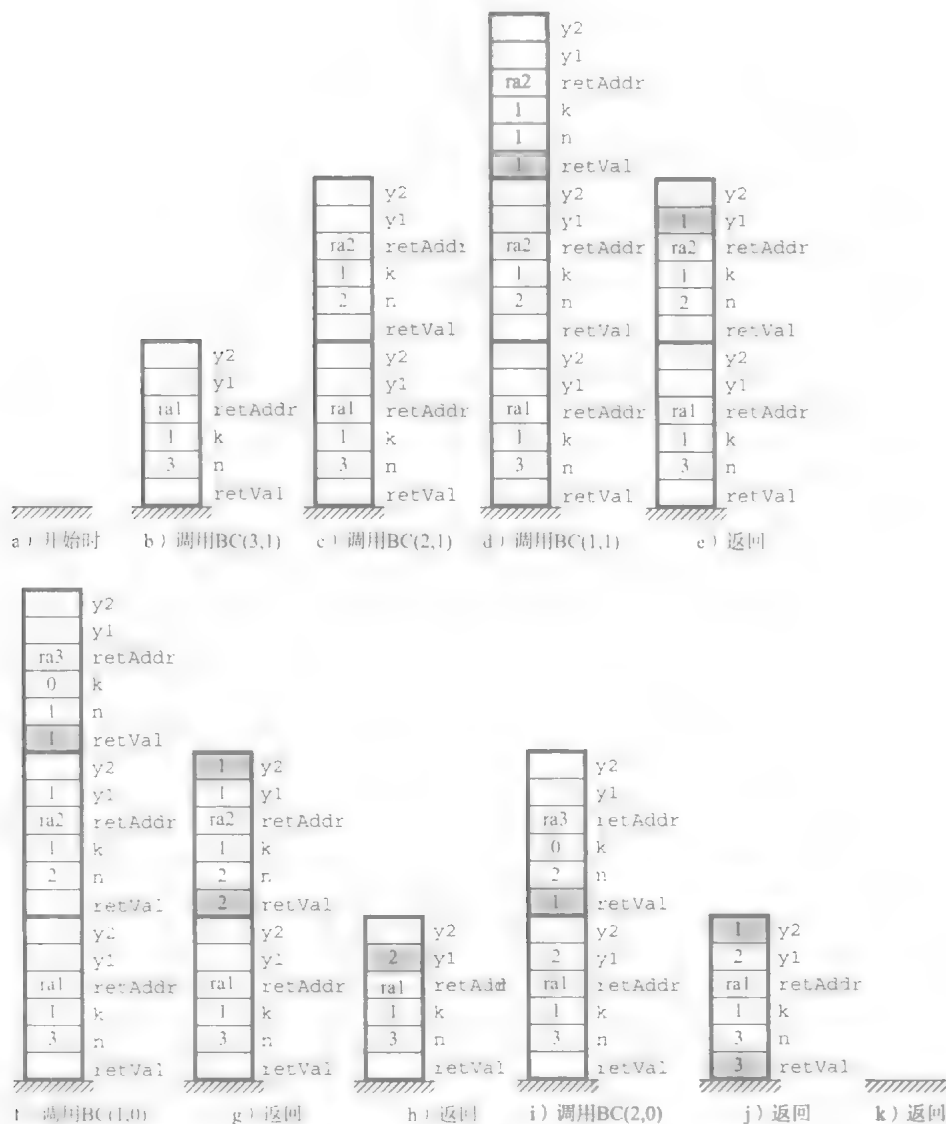 y2
y1
ra2 retAddr
1 k
1 n
1 retVal
y2
y1
ra2 retAddr
1 k
2 n
retVal
y2
y1
ra1 retAddr
1 k
3 n
retVal
y2
y1
ra2 retAddr
1 k
2 n
retVal
y2
y1
ra1 retAddr
1 k
3 n
retVal
y2
y1
ra1 retAddr
1 k
3 n
retVal
y2
1 y1
ra2 retAddr
1 k
2 n
retVal
y2
y1
ra1 retAddr
1 k
3 n
retVal
a）开始时 b）调用BC(3,1) c）调用BC(2,1) d）调用BC(1,1) e）返回
y2
y1
ra3 retAddr
0 k
1 n
1 retVal
y2
1 y1
ra2 retAddr
1 k
2 n
retVal
y2
y1
ra1 retAddr
1 k
3 n
retVal
1 y2
1 y1
ra2 retAddr
1 k
2 n
2 retVal
y2
y1
ra1 retAddr
1 k
3 n
retVal
y2
2 y1
ra1 retAddr
1 k
3 n
retVal
y2
y1
ra3 retAddr
0 k
2 n
1 retVal
y2
2 y1
ra1 retAddr
1 k
3 n
retVal
1 y2
2 y1
ra1 retAddr
1 k
3 n
3 retVal
f）调用BC(1,0) g）返回 h）返回 i）调用BC(2,0) j）返回 k）返回